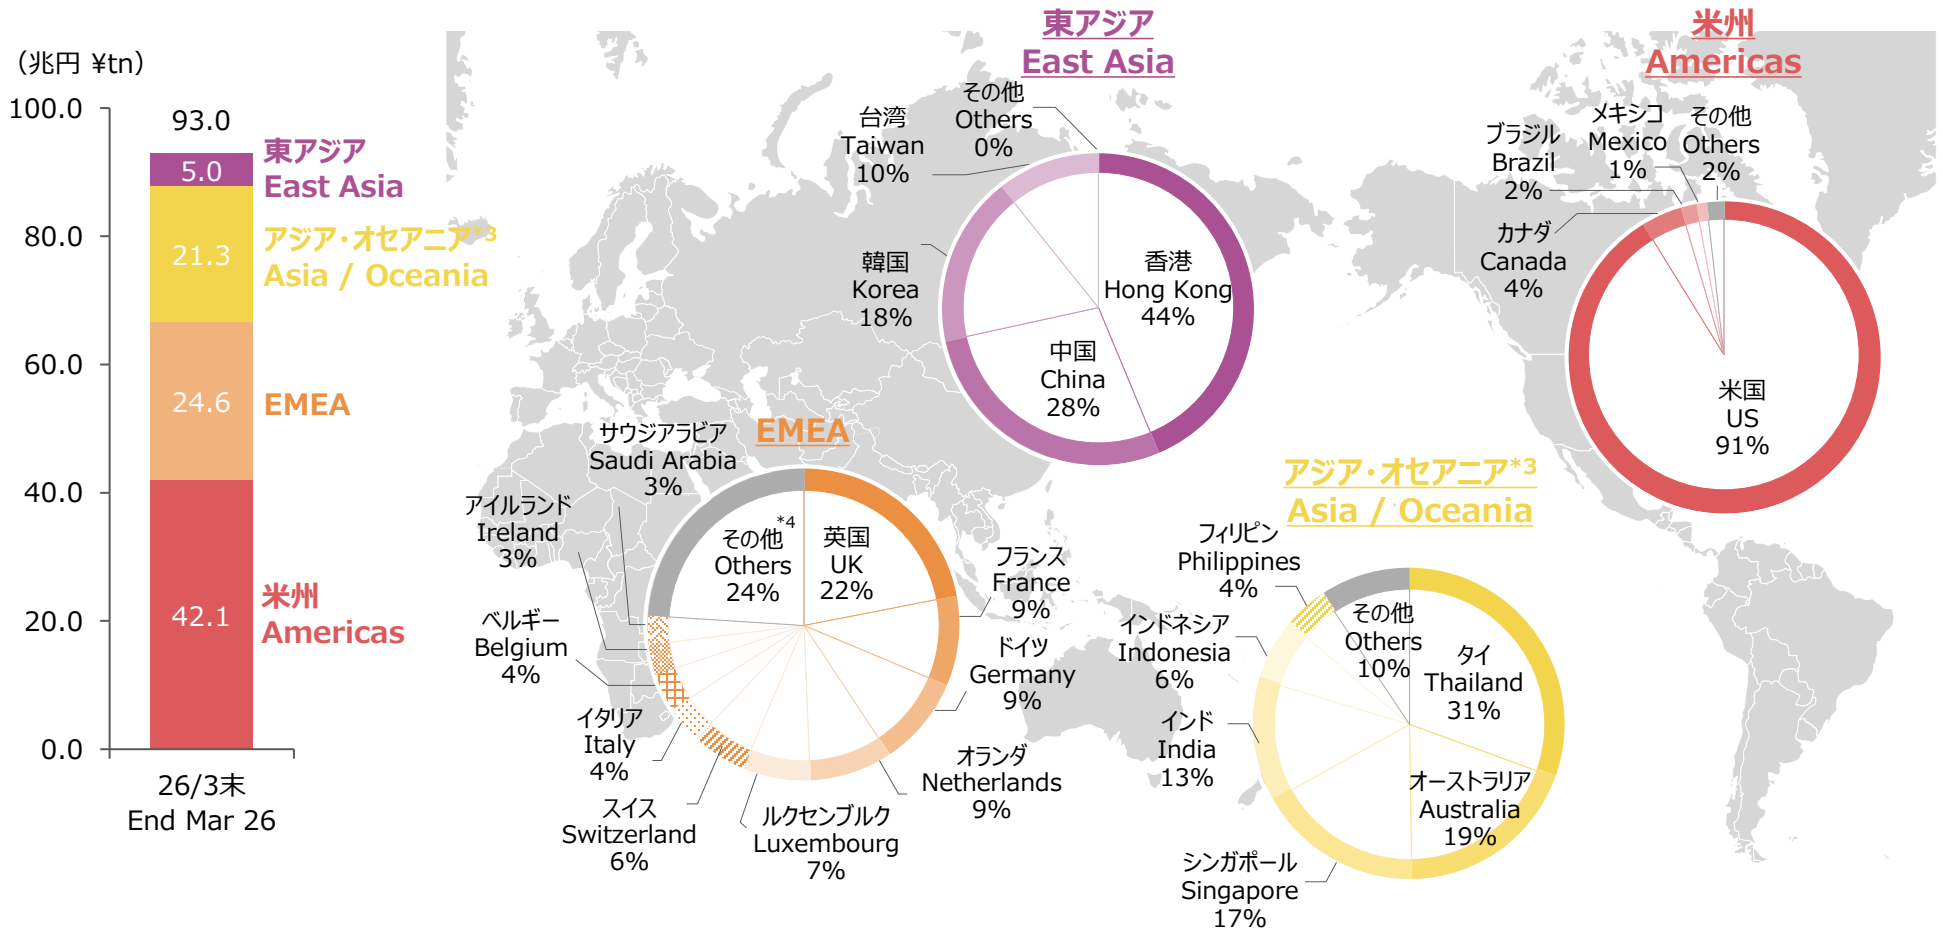 （兆円 ¥tn）
100.0
80.0
60.0
40.0
20.0
0.0
93.0
5.0
21.3
24.6
42.1
東アジア
East Asia
アジア・オセアニア*3
Asia / Oceania
EMEA
米州
Americas
26/3末
End Mar 26
東アジア
East Asia
その他
Others
0%
台湾
Taiwan
10%
韓国
Korea
18%
中国
China
28%
香港
Hong Kong
44%
米州
Americas
その他
Others
2%
メキシコ
Mexico
1%
ブラジル
Brazil
2%
カナダ
Canada
4%
米国
US
91%
EMEA
サウジアラビア
Saudi Arabia
3%
アイルランド
Ireland
3%
ベルギー
Belgium
4%
イタリア
Italy
4%
スイス
Switzerland
6%
ルクセンブルク
Luxembourg
7%
オランダ
Netherlands
9%
ドイツ
Germany
9%
フランス
France
9%
英国
UK
22%
その他*4
Others
24%
アジア・オセアニア*3
Asia / Oceania
フィリピン
Philippines
4%
インドネシア
Indonesia
6%
インド
India
13%
シンガポール
Singapore
17%
オーストラリア
Australia
19%
タイ
Thailand
31%
その他
Others
10%